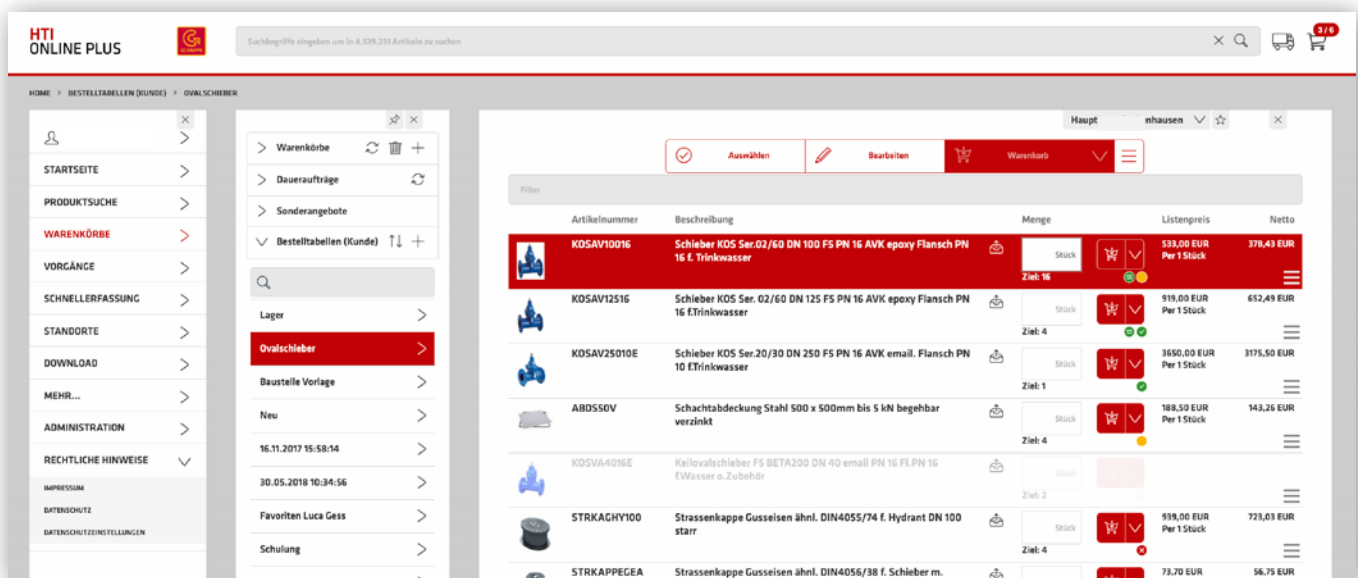 HTI
ONLINE PLUS
GC GRUPPE
Suchbegriffe eingeben um in 4.539.231 Artikeln zu suchen
3/6
HOME > BESTELLTABELLEN (KUNDE) > OVALSCHIEBER
STARTSEITE
PRODUKTSUCHE
WARENKÖRBE
VORGÄNGE
SCHNELLERFASSUNG
STANDORTE
DOWNLOAD
MEHR...
ADMINISTRATION
RECHTLICHE HINWEISE
IMPRESSUM
DATENSCHUTZ
DATENSCHUTZEINSTELLUNGEN
Warenkörbe
Daueraufträge
Sonderangebote
Bestelltabellen (Kunde)
Lager
Ovalschieber
Baustelle Vorlage
Neu
16.11.2017 15:58:14
30.05.2018 10:34:56
Favoriten Luca Gess
Schulung
Haupt nhausen
Auswählen Bearbeiten Warenkorb
Filter
Artikelnummer Beschreibung Menge Listenpreis Netto
KOSAV10016 Schieber KOS Ser.02/60 DN 100 F5 PN 16 AVK epoxy Flansch PN Stück 533,00 EUR 378,43 EUR
16 f. Trinkwasser Per 1 Stück
Ziel: 16
KOSAV12516 Schieber KOS Ser. 02/60 DN 125 F5 PN 16 AVK epoxy Flansch PN Stück 919,00 EUR 652,49 EUR
16 f.Trinkwasser Per 1 Stück
Ziel: 4
KOSAV25010E Schieber KOS Ser.20/30 DN 250 F5 PN 16 AVK email. Flansch PN Stück 3650,00 EUR 3175,50 EUR
10 f.Trinkwasser Per 1 Stück
Ziel: 1
ABDS50V Schachtabdeckung Stahl 500 x 500mm bis 5 kN begehbar Stück 188,50 EUR 143,26 EUR
verzinkt Per 1 Stück
Ziel: 4
KOSVA4016E Keilovalschieber F5 BETA200 DN 40 email PN 16 Fl.PN 16 Stück
f.Wasser o.Zubehör
Ziel: 2
STRKAGHY100 Strassenkappe Gusseisen ähnl. DIN4055/74 f. Hydrant DN 100 Stück 939,00 EUR 723,03 EUR
starr Per 1 Stück
Ziel: 4
STRKAPPEGEA Strassenkappe Gusseisen ähnl. DIN4056/38 f. Schieber m. 73,70 EUR 56,75 EUR